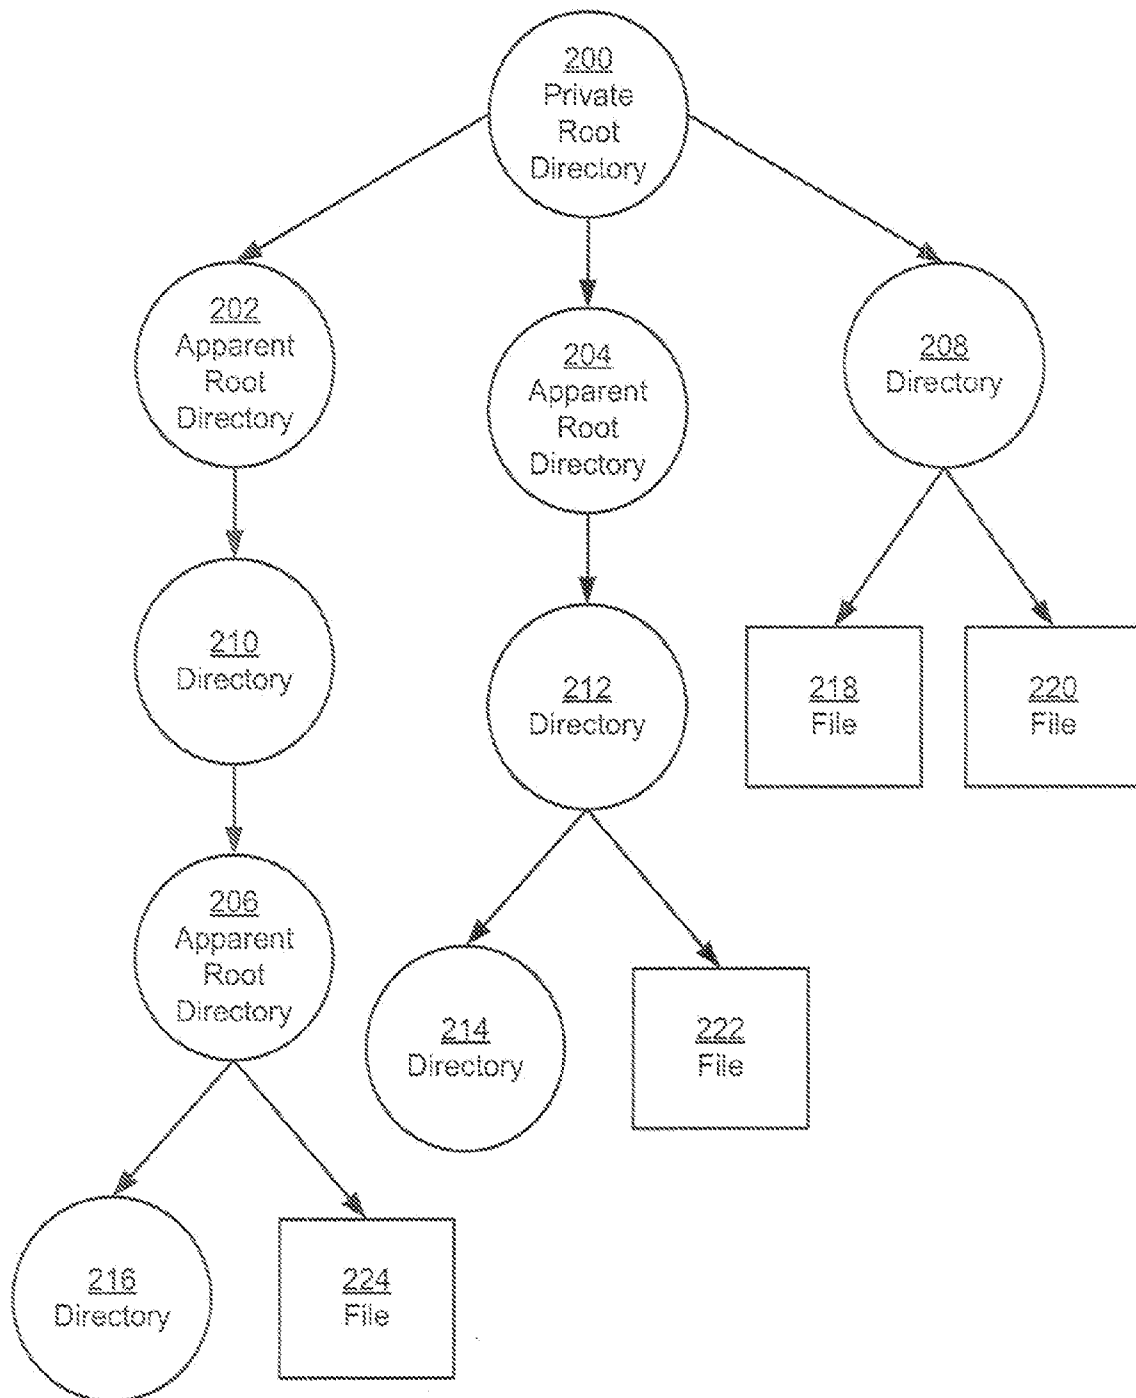 200
Private
Root
Directory
202
Apparent
Root
Directory
204
Apparent
Root
Directory
208
Directory
210
Directory
212
Directory
218
File
220
File
206
Apparent
Root
Directory
214
Directory
222
File
216
Directory
224
File